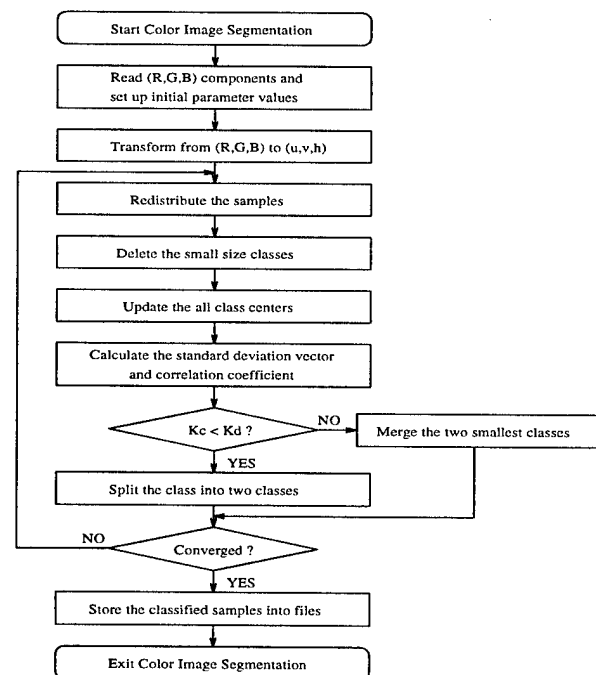 Start Color Image Segmentation
Read (R,G,B) components and
set up initial parameter values
Transform from (R,G,B) to (u,v,h)
Redistribute the samples
Delete the small size classes
Update the all class centers
Calculate the standard deviation vector
and correlation coefficient
Kc < Kd ?
NO
Merge the two smallest classes
YES
Split the class into two classes
NO
Converged ?
YES
Store the classified samples into files
Exit Color Image Segmentation